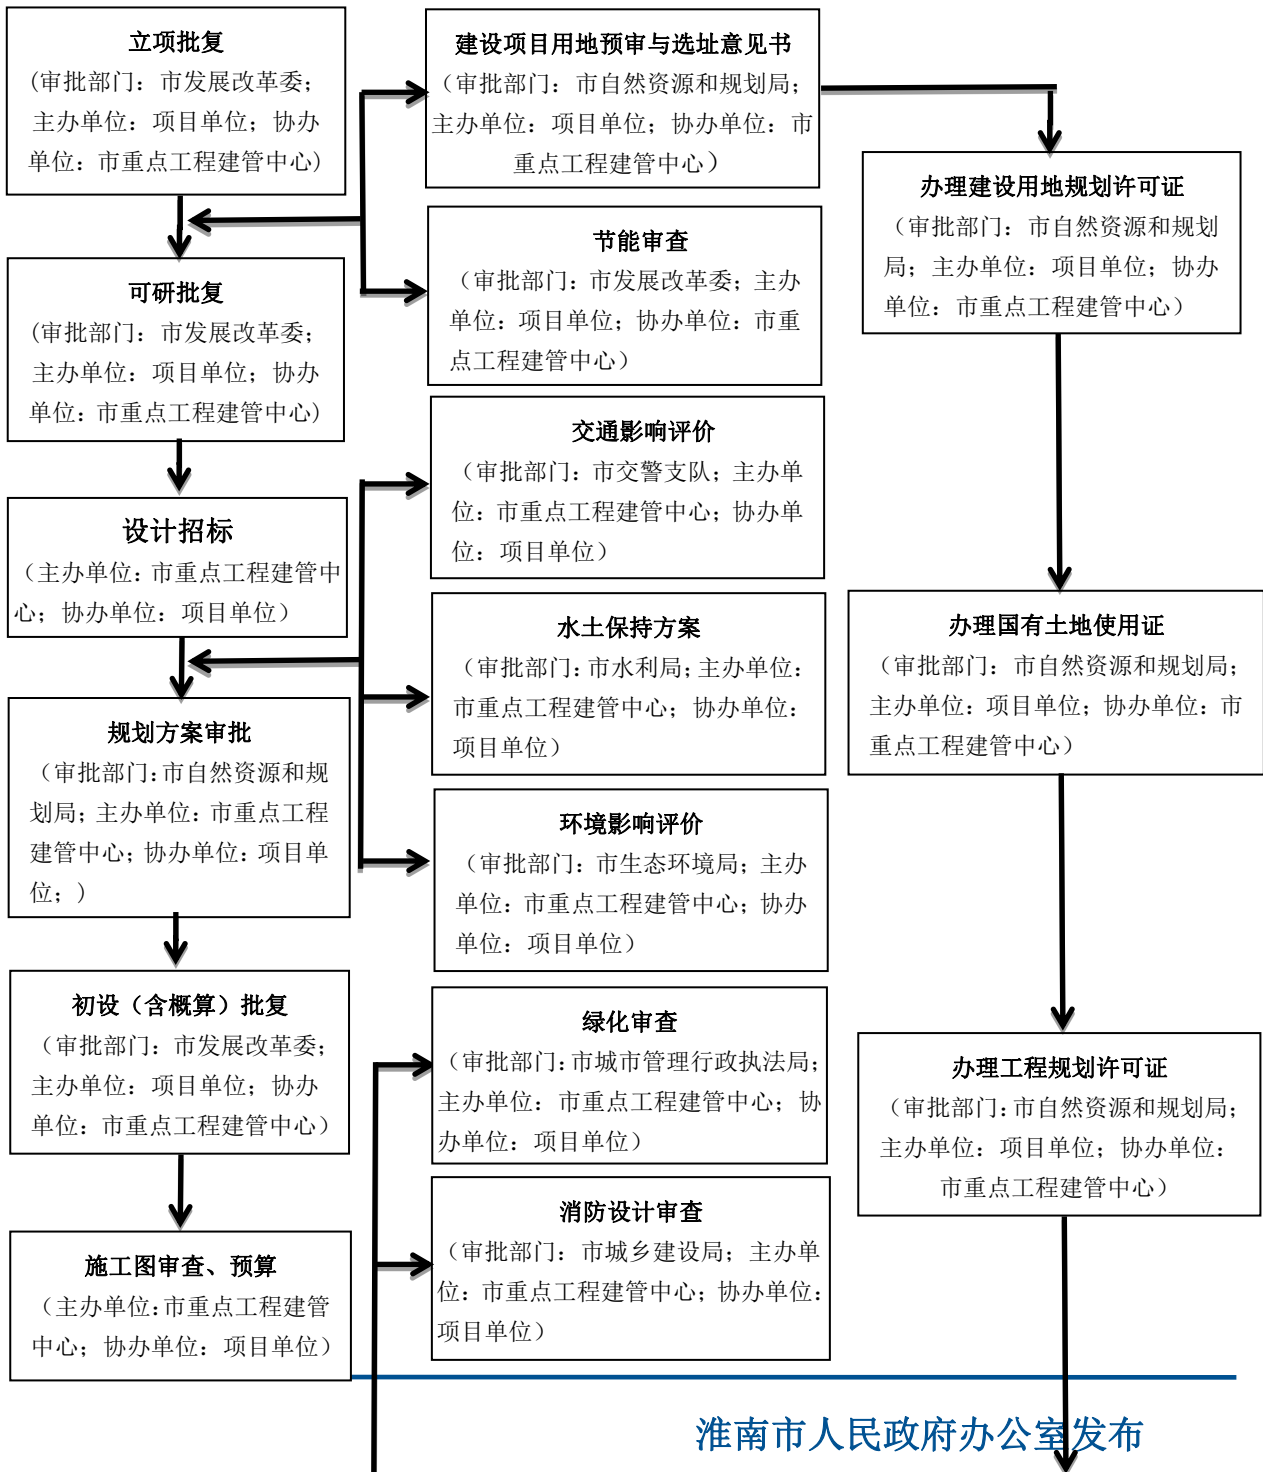 立项批复
(审批部门：市发展改革委；
主办单位：项目单位；协办
单位：市重点工程建管中心)
可研批复
(审批部门：市发展改革委；
主办单位：项目单位；协办
单位：市重点工程建管中心)
设计招标
（主办单位：市重点工程建管中
心；协办单位：项目单位）
规划方案审批
（审批部门：市自然资源和规
划局；主办单位：市重点工程
建管中心；协办单位：项目单
位；）
初设（含概算）批复
（审批部门：市发展改革委；
主办单位：项目单位；协办
单位：市重点工程建管中心）
施工图审查、预算
（主办单位：市重点工程建管
中心；协办单位：项目单位）
建设项目用地预审与选址意见书
（审批部门：市自然资源和规划局；
主办单位：项目单位；协办单位：市
重点工程建管中心）
节能审查
（审批部门：市发展改革委；主办
单位：项目单位；协办单位：市重
点工程建管中心）
交通影响评价
（审批部门：市交警支队；主办单
位：市重点工程建管中心；协办单
位：项目单位）
水土保持方案
（审批部门：市水利局；主办单位：
市重点工程建管中心；协办单位：
项目单位）
环境影响评价
（审批部门：市生态环境局；主办
单位：市重点工程建管中心；协办
单位：项目单位）
绿化审查
（审批部门：市城市管理行政执法局；
主办单位：市重点工程建管中心；协
办单位：项目单位）
消防设计审查
（审批部门：市城乡建设局；主办单
位：市重点工程建管中心；协办单位：
项目单位）
办理建设用地规划许可证
（审批部门：市自然资源和规划
局；主办单位：项目单位；协办
单位：市重点工程建管中心）
办理国有土地使用证
（审批部门：市自然资源和规划局；
主办单位：项目单位；协办单位：市
重点工程建管中心）
办理工程规划许可证
（审批部门：市自然资源和规划局；
主办单位：项目单位；协办单位：
市重点工程建管中心）
淮南市人民政府办公室发布